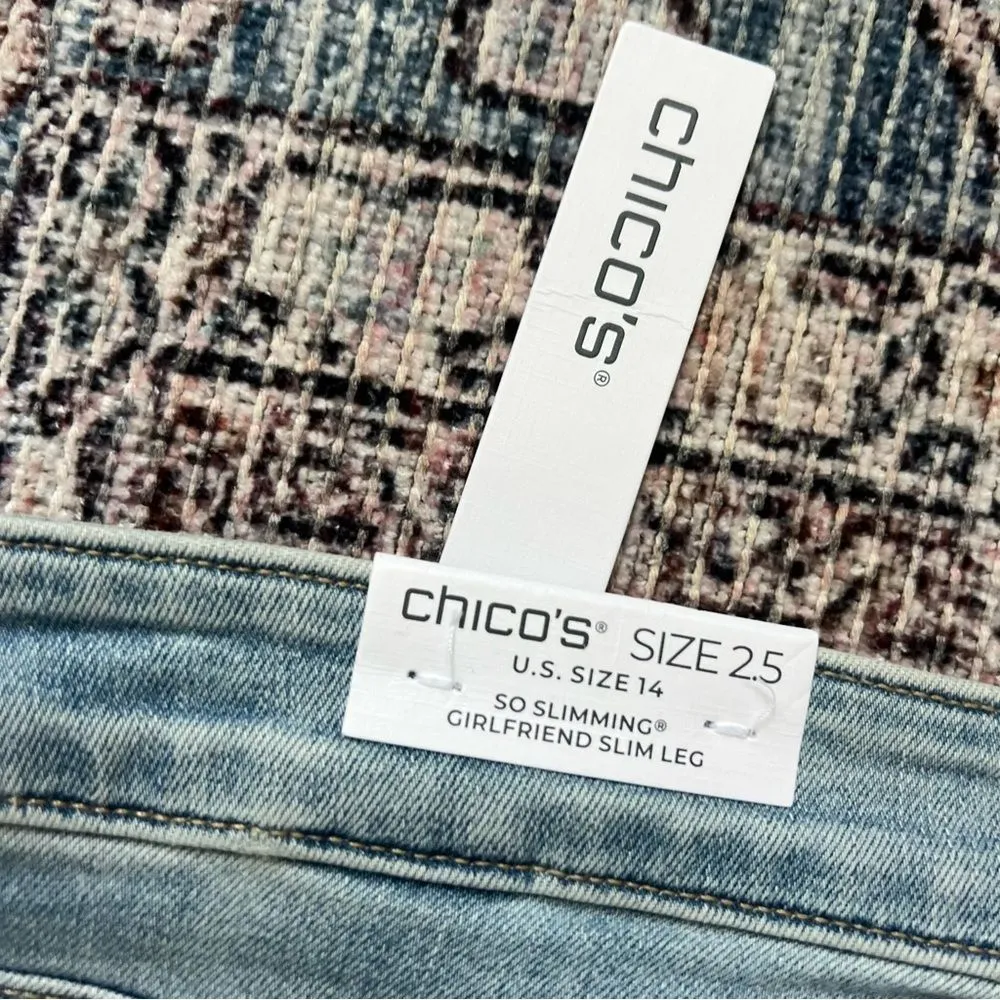 chico's®
chico's® SIZE 2.5
U.S. SIZE 14
SO SLIMMING®
GIRLFRIEND SLIM LEG